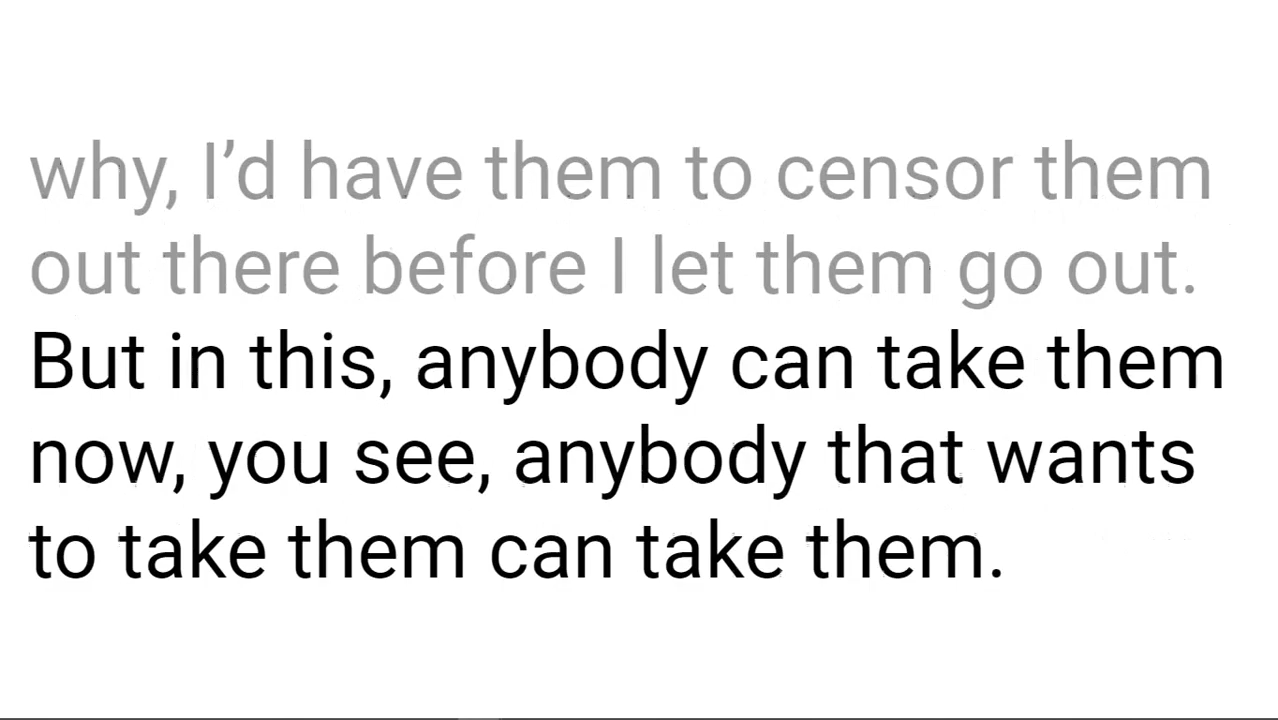 why, I’d have them to censor them
out there before I let them go out.
But in this, anybody can take them
now, you see, anybody that wants
to take them can take them.